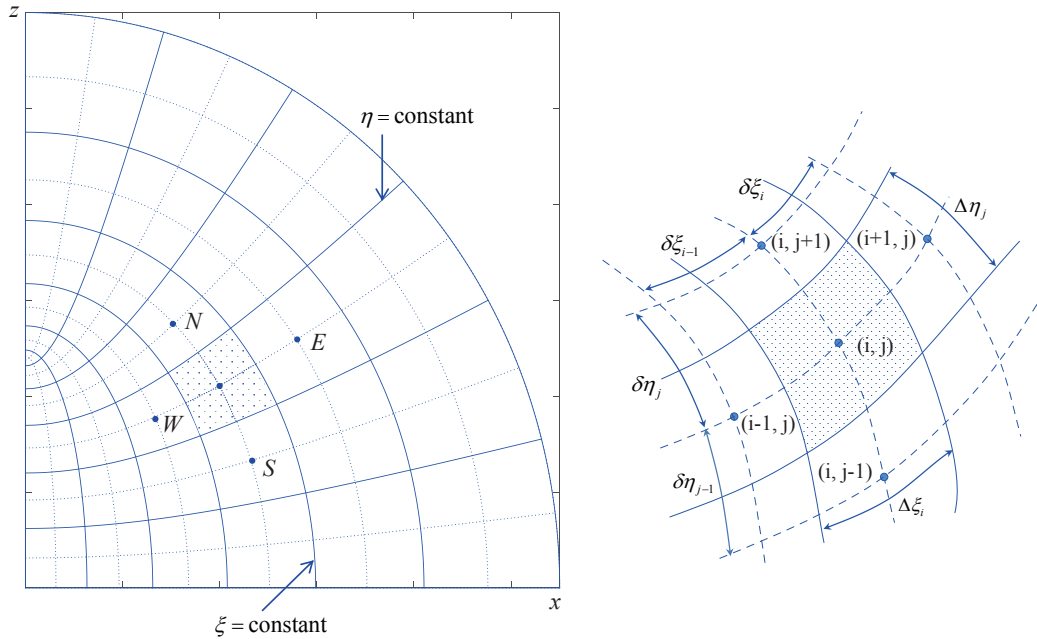 z
η = constant
N
E
W
S
x
ξ = constant
δξᵢ
Δηⱼ
(i, j+1)
(i+1, j)
δξᵢ₋₁
(i, j)
δηⱼ
(i-1, j)
(i, j-1)
δηⱼ₋₁
Δξᵢ